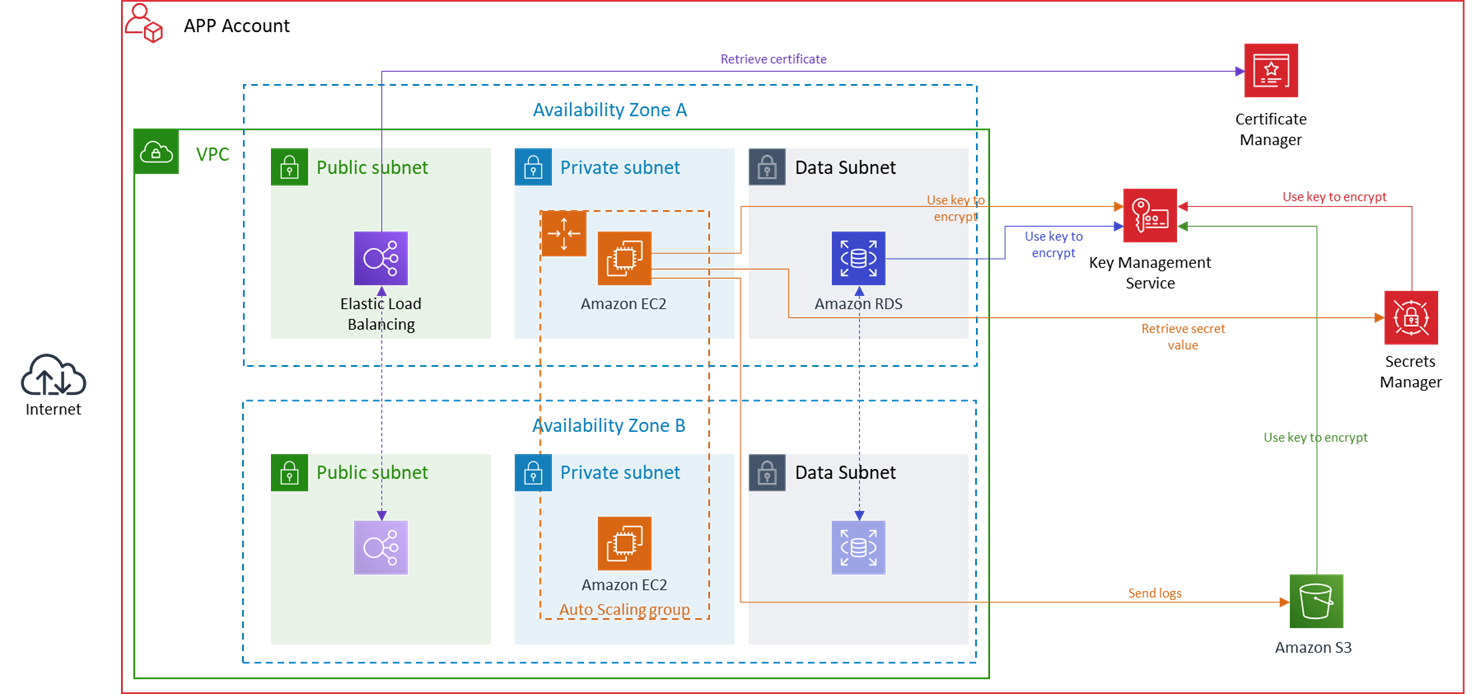 APP Account
Retrieve certificate
Certificate
Manager
Availability Zone A
VPC
Public subnet
Private subnet
Data Subnet
Use key to
encrypt
Use key to encrypt
Use key to
encrypt
Key Management
Service
Elastic Load
Balancing
Amazon EC2
Amazon RDS
Retrieve secret
value
Secrets
Manager
Internet
Availability Zone B
Use key to encrypt
Public subnet
Private subnet
Data Subnet
Amazon EC2
Auto Scaling group
Send logs
Amazon S3